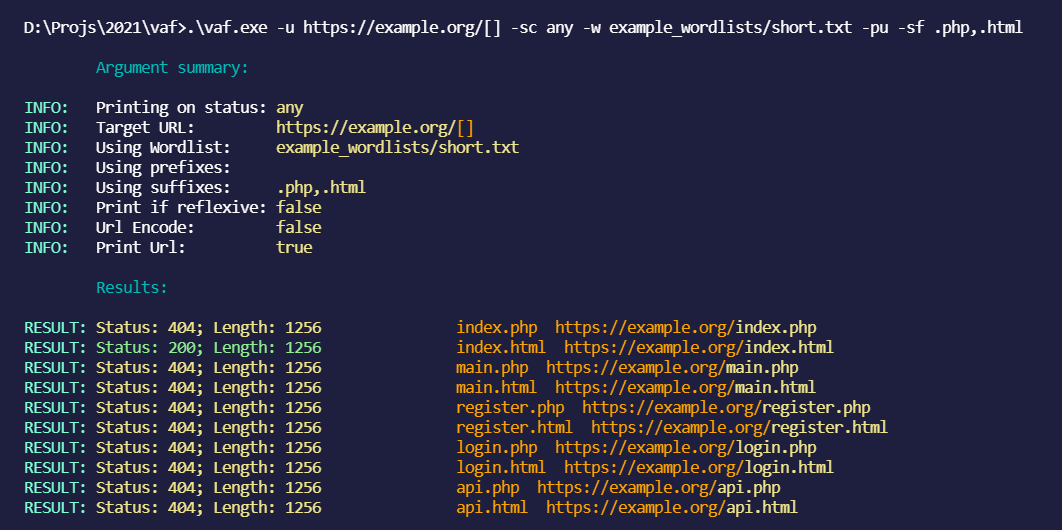 D:\Projs\2021\vaf>.\vaf.exe -u https://example.org/[] -sc any -w example_wordlists/short.txt -pu -sf .php,.html
Argument summary:
INFO: Printing on status: any
INFO: Target URL: https://example.org/[]
INFO: Using Wordlist: example_wordlists/short.txt
INFO: Using prefixes:
INFO: Using suffixes: .php,.html
INFO: Print if reflexive: false
INFO: Url Encode: false
INFO: Print Url: true
Results:
RESULT: Status: 404; Length: 1256 index.php https://example.org/index.php
RESULT: Status: 200; Length: 1256 index.html https://example.org/index.html
RESULT: Status: 404; Length: 1256 main.php https://example.org/main.php
RESULT: Status: 404; Length: 1256 main.html https://example.org/main.html
RESULT: Status: 404; Length: 1256 register.php https://example.org/register.php
RESULT: Status: 404; Length: 1256 register.html https://example.org/register.html
RESULT: Status: 404; Length: 1256 login.php https://example.org/login.php
RESULT: Status: 404; Length: 1256 login.html https://example.org/login.html
RESULT: Status: 404; Length: 1256 api.php https://example.org/api.php
RESULT: Status: 404; Length: 1256 api.html https://example.org/api.html